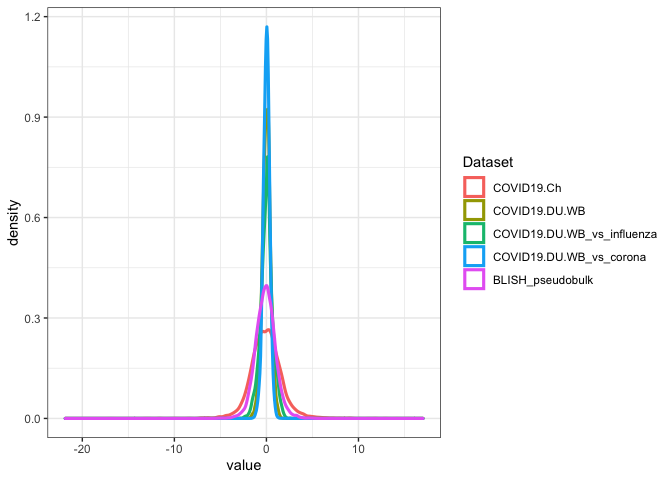 1.2
0.9
0.6
0.3
0.0
density
-20
-10
0
10
value
Dataset
COVID19.Ch
COVID19.DU.WB
COVID19.DU.WB_vs_influenza
COVID19.DU.WB_vs_corona
BLISH_pseudobulk